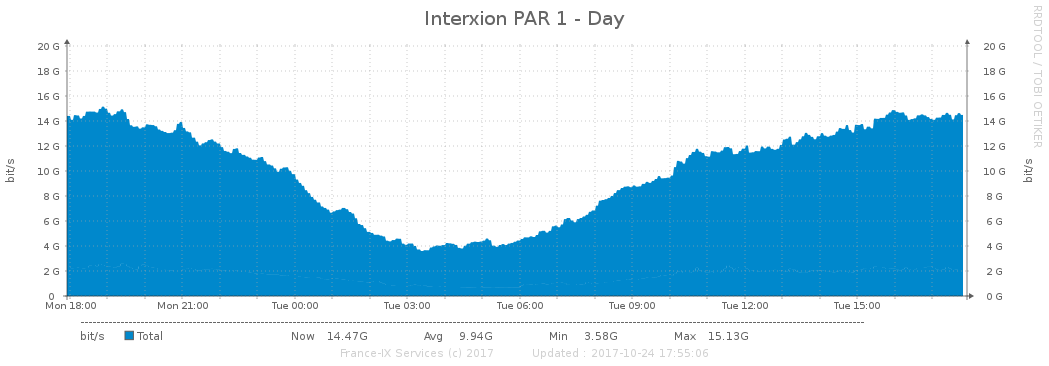 Interxion PAR 1 - Day
RRDTOOL / TOBI OETIKER
20 G 20 G
18 G 18 G
16 G 16 G
14 G 14 G
12 G 12 G
10 G 10 G
8 G 8 G
6 G 6 G
4 G 4 G
2 G 2 G
0 0 G
bit/s bit/s
Mon 18:00 Mon 21:00 Tue 00:00 Tue 03:00 Tue 06:00 Tue 09:00 Tue 12:00 Tue 15:00
bit/s Total Now 14.47G Avg 9.94G Min 3.58G Max 15.13G
France-IX Services (c) 2017 Updated : 2017-10-24 17:55:06